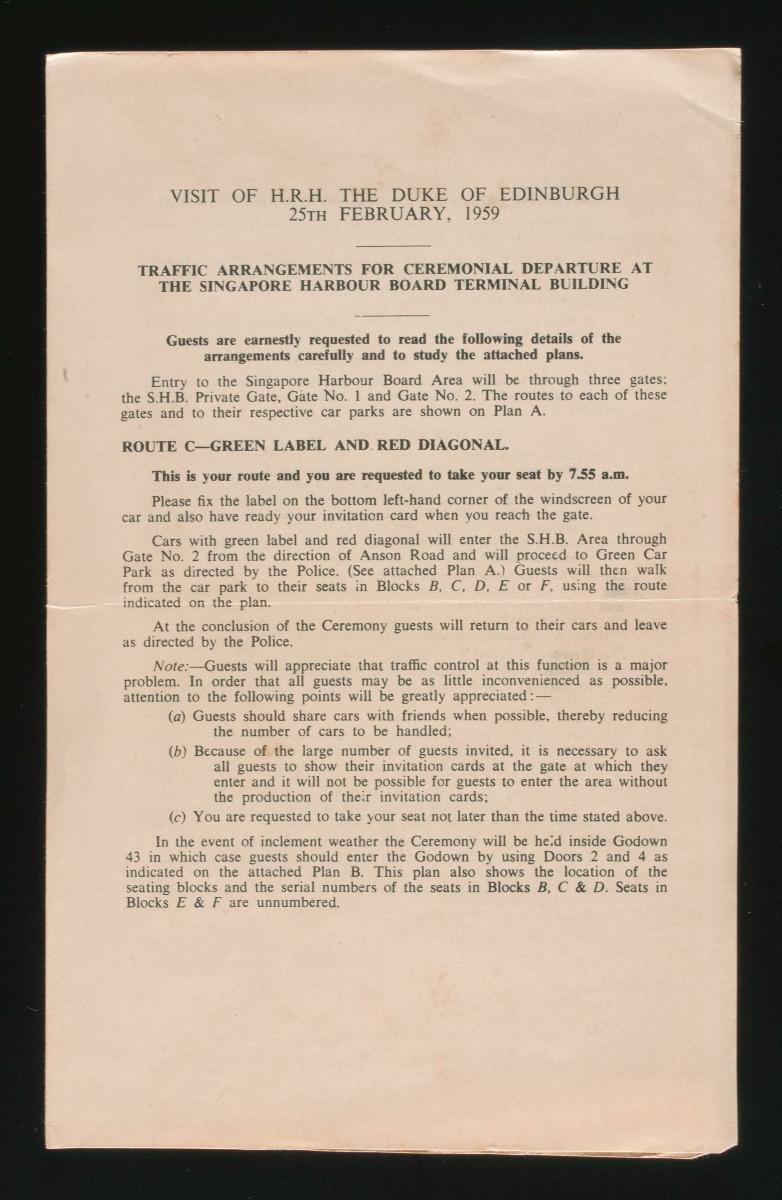 VISIT OF H.R.H. THE DUKE OF EDINBURGH
25TH FEBRUARY, 1959
TRAFFIC ARRANGEMENTS FOR CEREMONIAL DEPARTURE AT
THE SINGAPORE HARBOUR BOARD TERMINAL BUILDING
Guests are earnestly requested to read the following details of the
arrangements carefully and to study the attached plans.
Entry to the Singapore Harbour Board Area will be through three gates;
the S.H.B. Private Gate, Gate No. 1 and Gate No. 2. The routes to each of these
gates and to their respective car parks are shown on Plan A.
ROUTE C—GREEN LABEL AND RED DIAGONAL.
This is your route and you are requested to take your seat by 7.55 a.m.
Please fix the label on the bottom left-hand corner of the windscreen of your
car and also have ready your invitation card when you reach the gate.
Cars with green label and red diagonal will enter the S.H.B. Area through
Gate No. 2 from the direction of Anson Road and will proceed to Green Car
Park as directed by the Police. (See attached Plan A.) Guests will then walk
from the car park to their seats in Blocks B, C, D, E or F, using the route
indicated on the plan.
At the conclusion of the Ceremony guests will return to their cars and leave
as directed by the Police.
Note:—Guests will appreciate that traffic control at this function is a major
problem. In order that all guests may be as little inconvenienced as possible,
attention to the following points will be greatly appreciated:—
(a) Guests should share cars with friends when possible, thereby reducing
the number of cars to be handled;
(b) Because of the large number of guests invited, it is necessary to ask
all guests to show their invitation cards at the gate at which they
enter and it will not be possible for guests to enter the area without
the production of their invitation cards;
(c) You are requested to take your seat not later than the time stated above.
In the event of inclement weather the Ceremony will be held inside Godown
43 in which case guests should enter the Godown by using Doors 2 and 4 as
indicated on the attached Plan B. This plan also shows the location of the
seating blocks and the serial numbers of the seats in Blocks B, C & D. Seats in
Blocks E & F are unnumbered.